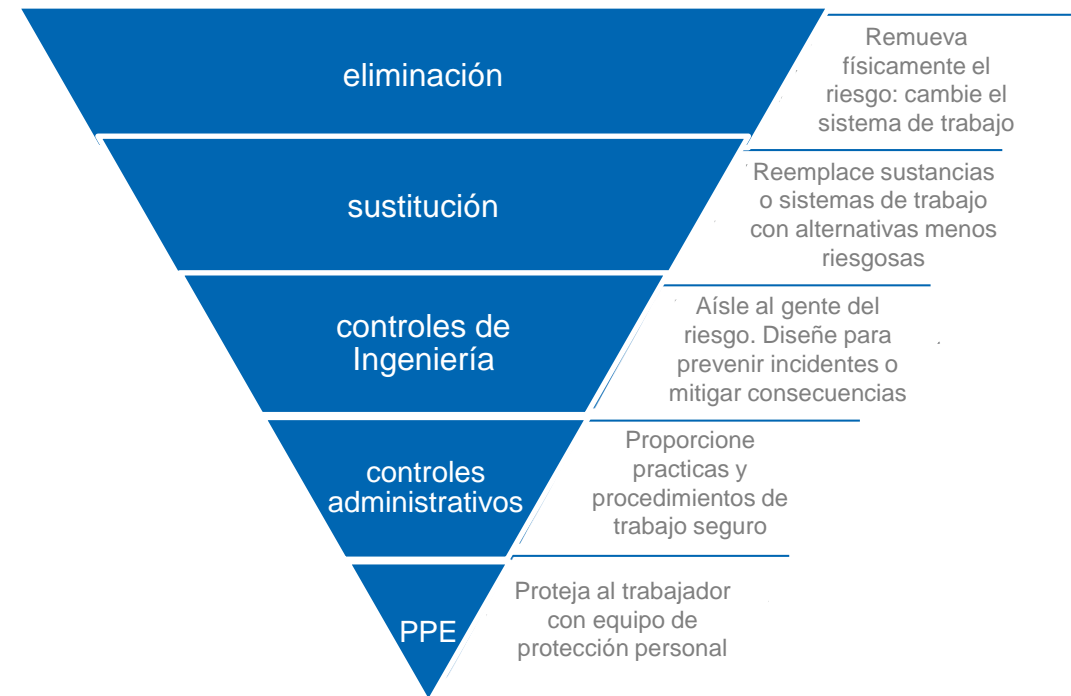 eliminación
Remueva
físicamente el
riesgo: cambie el
sistema de trabajo
sustitución
Reemplace sustancias
o sistemas de trabajo
con alternativas menos
riesgosas
controles de
Ingeniería
Aísle al gente del
riesgo. Diseñe para
prevenir incidentes o
mitigar consecuencias
controles
administrativos
Proporcione
practicas y
procedimientos de
trabajo seguro
PPE
Proteja al trabajador
con equipo de
protección personal